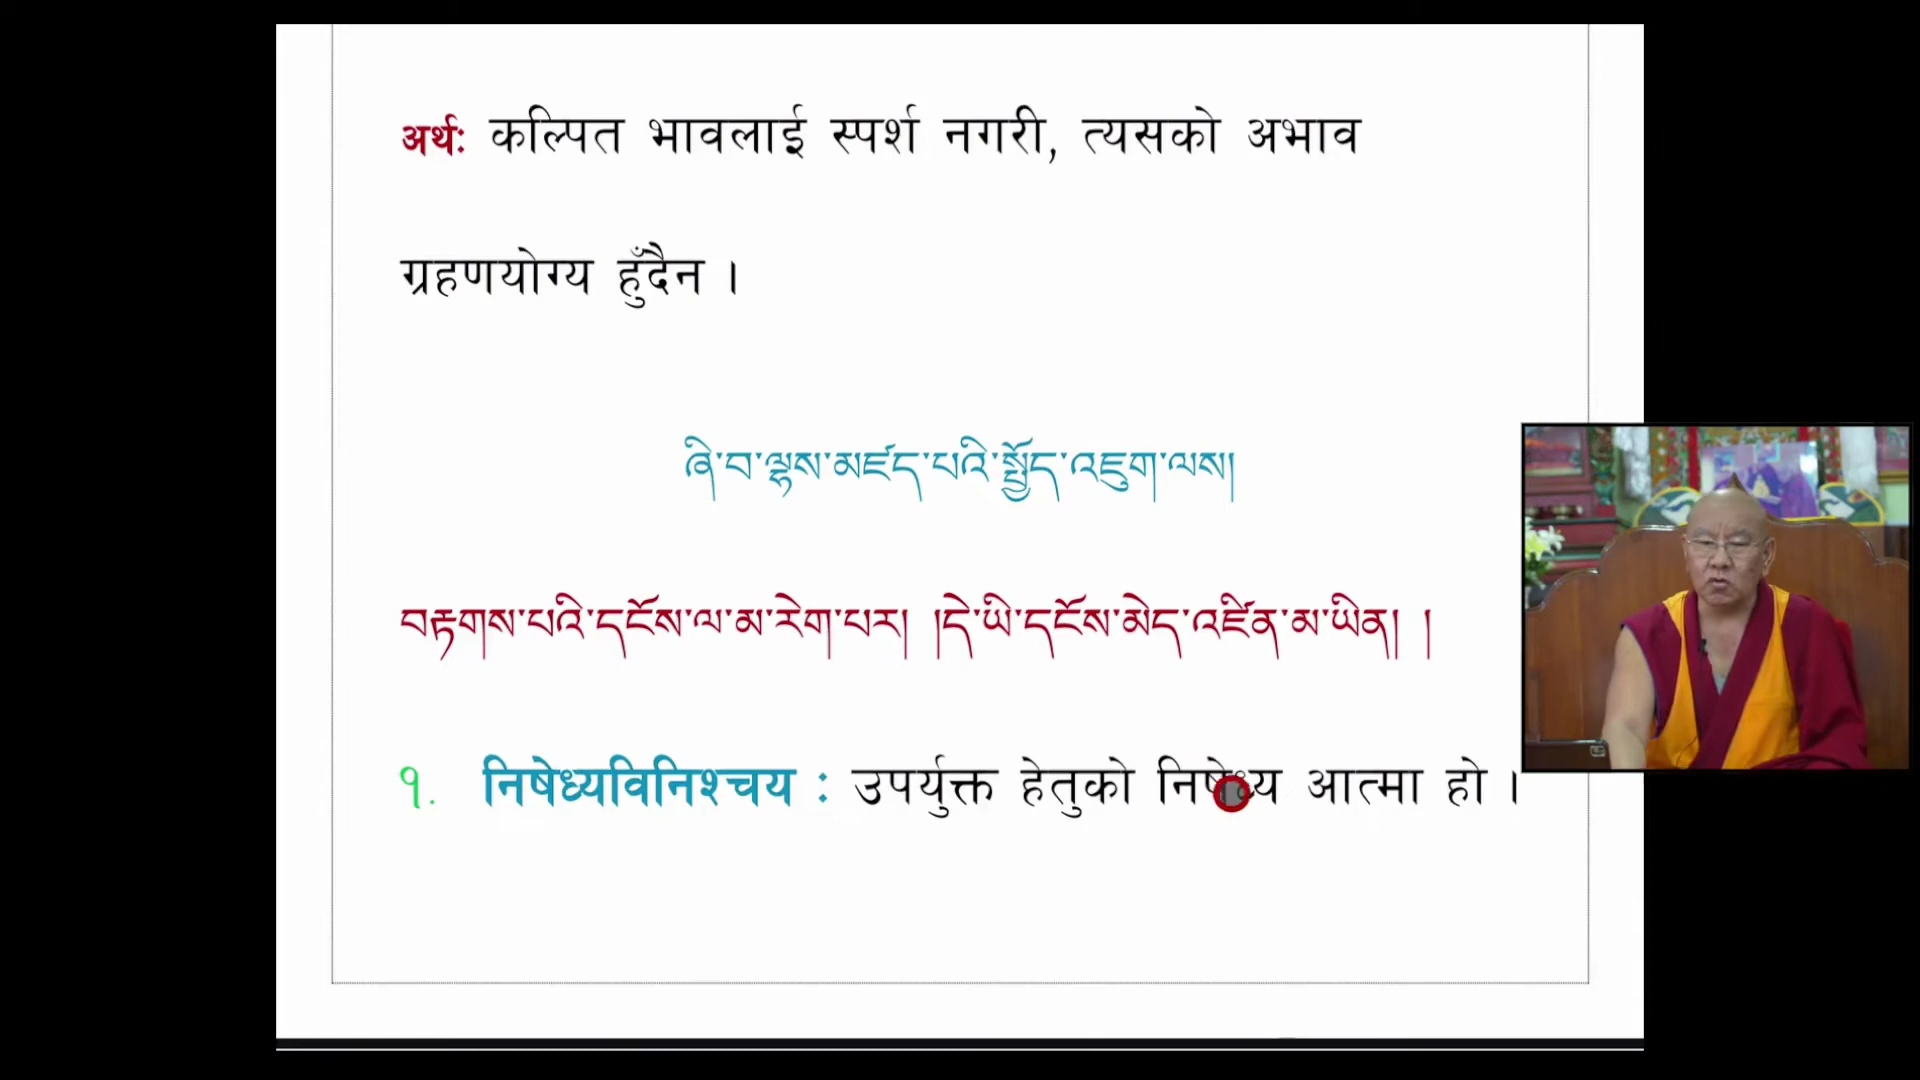 अर्थः कल्पित भावलाई स्पर्श नगरी, त्यसको अभाव
ग्रहणयोग्य हुँदैन ।
ཞི་བ་ལྷས་མཛད་པའི་སྤྱོད་འཇུག་ལས།
བརྟགས་པའི་དངོས་ལ་མ་རེག་པར། །དེ་ཡི་དངོས་མེད་འཛིན་མ་ཡིན། །
१. निषेध्यविनिश्चय : उपर्युक्त हेतुको निषेध्य आत्मा हो ।